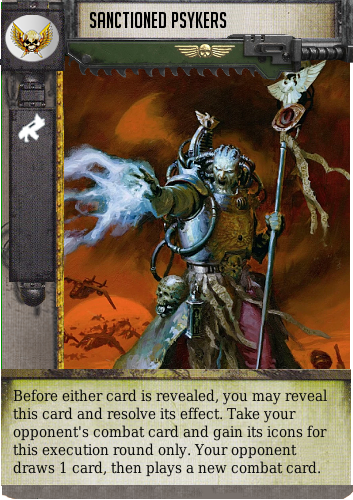 SANCTIONED PSYKERS
Before either card is revealed, you may reveal
this card and resolve its effect. Take your
opponent's combat card and gain its icons for
this execution round only. Your opponent
draws 1 card, then plays a new combat card.